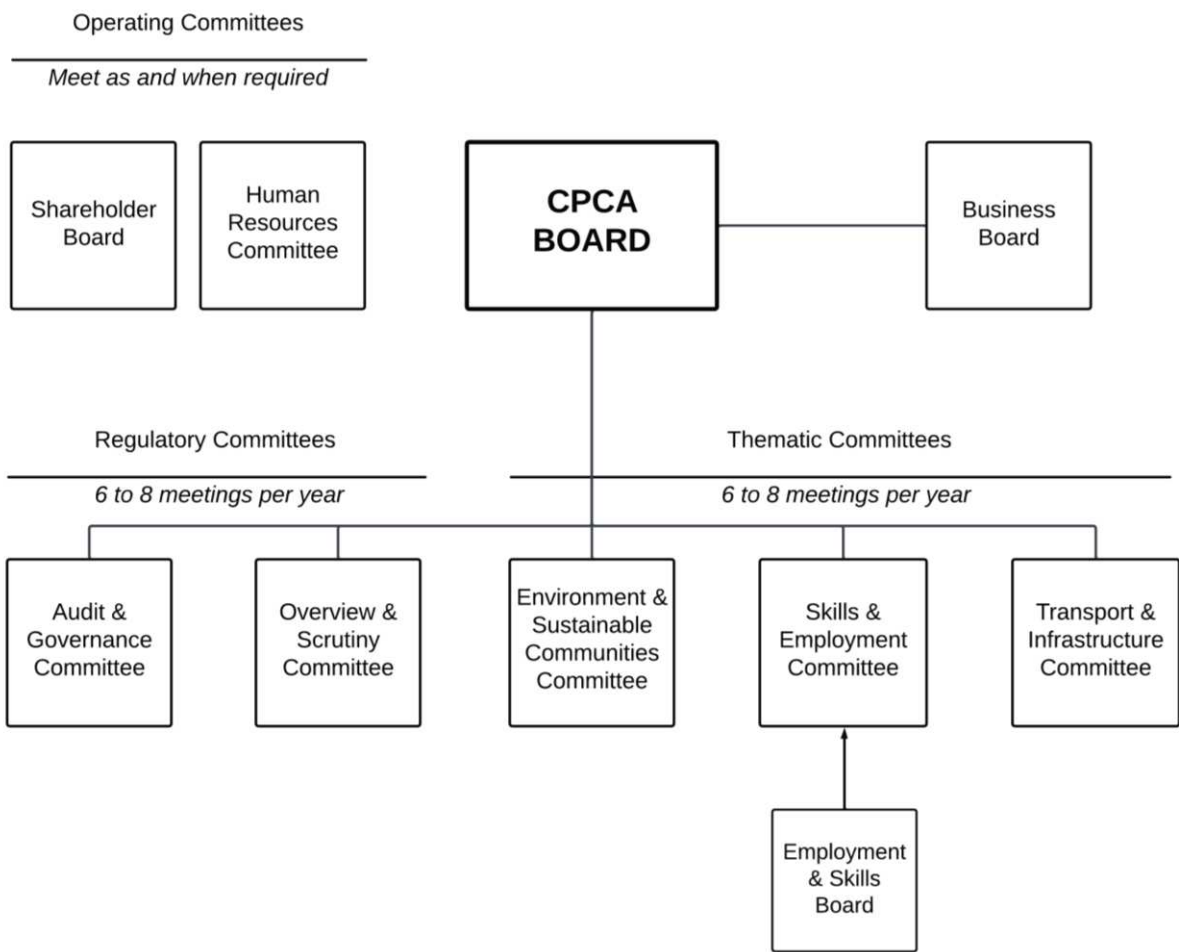 Operating Committees
Meet as and when required
Shareholder
Board
Human
Resources
Committee
CPCA
BOARD
Business
Board
Regulatory Committees
6 to 8 meetings per year
Thematic Committees
6 to 8 meetings per year
Audit &
Governance
Committee
Overview &
Scrutiny
Committee
Environment &
Sustainable
Communities
Committee
Skills &
Employment
Committee
Transport &
Infrastructure
Committee
Employment
& Skills
Board